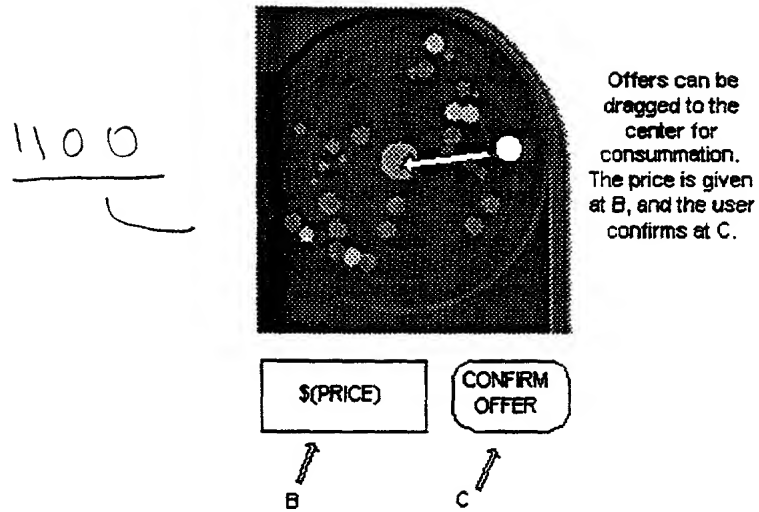 1100
Offers can be
dragged to the
center for
consummation.
The price is given
at B, and the user
confirms at C.
$(PRICE)
CONFIRM
OFFER
B
C